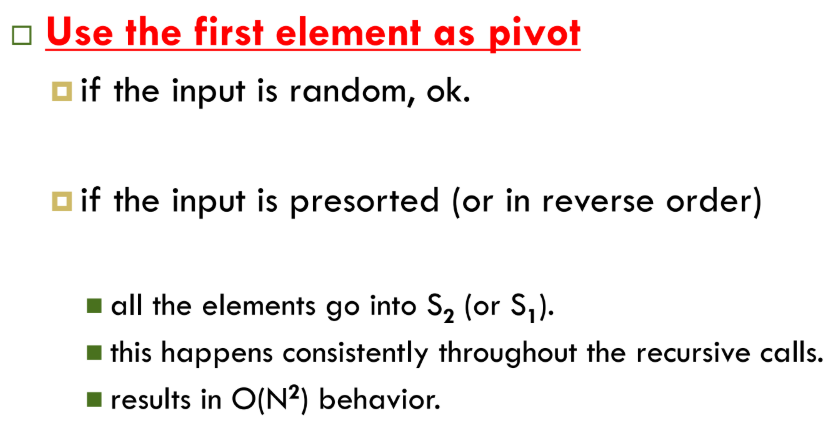 Use the first element as pivot
if the input is random, ok.
if the input is presorted (or in reverse order)
all the elements go into S₂ (or S₁).
this happens consistently throughout the recursive calls.
results in O(N²) behavior.